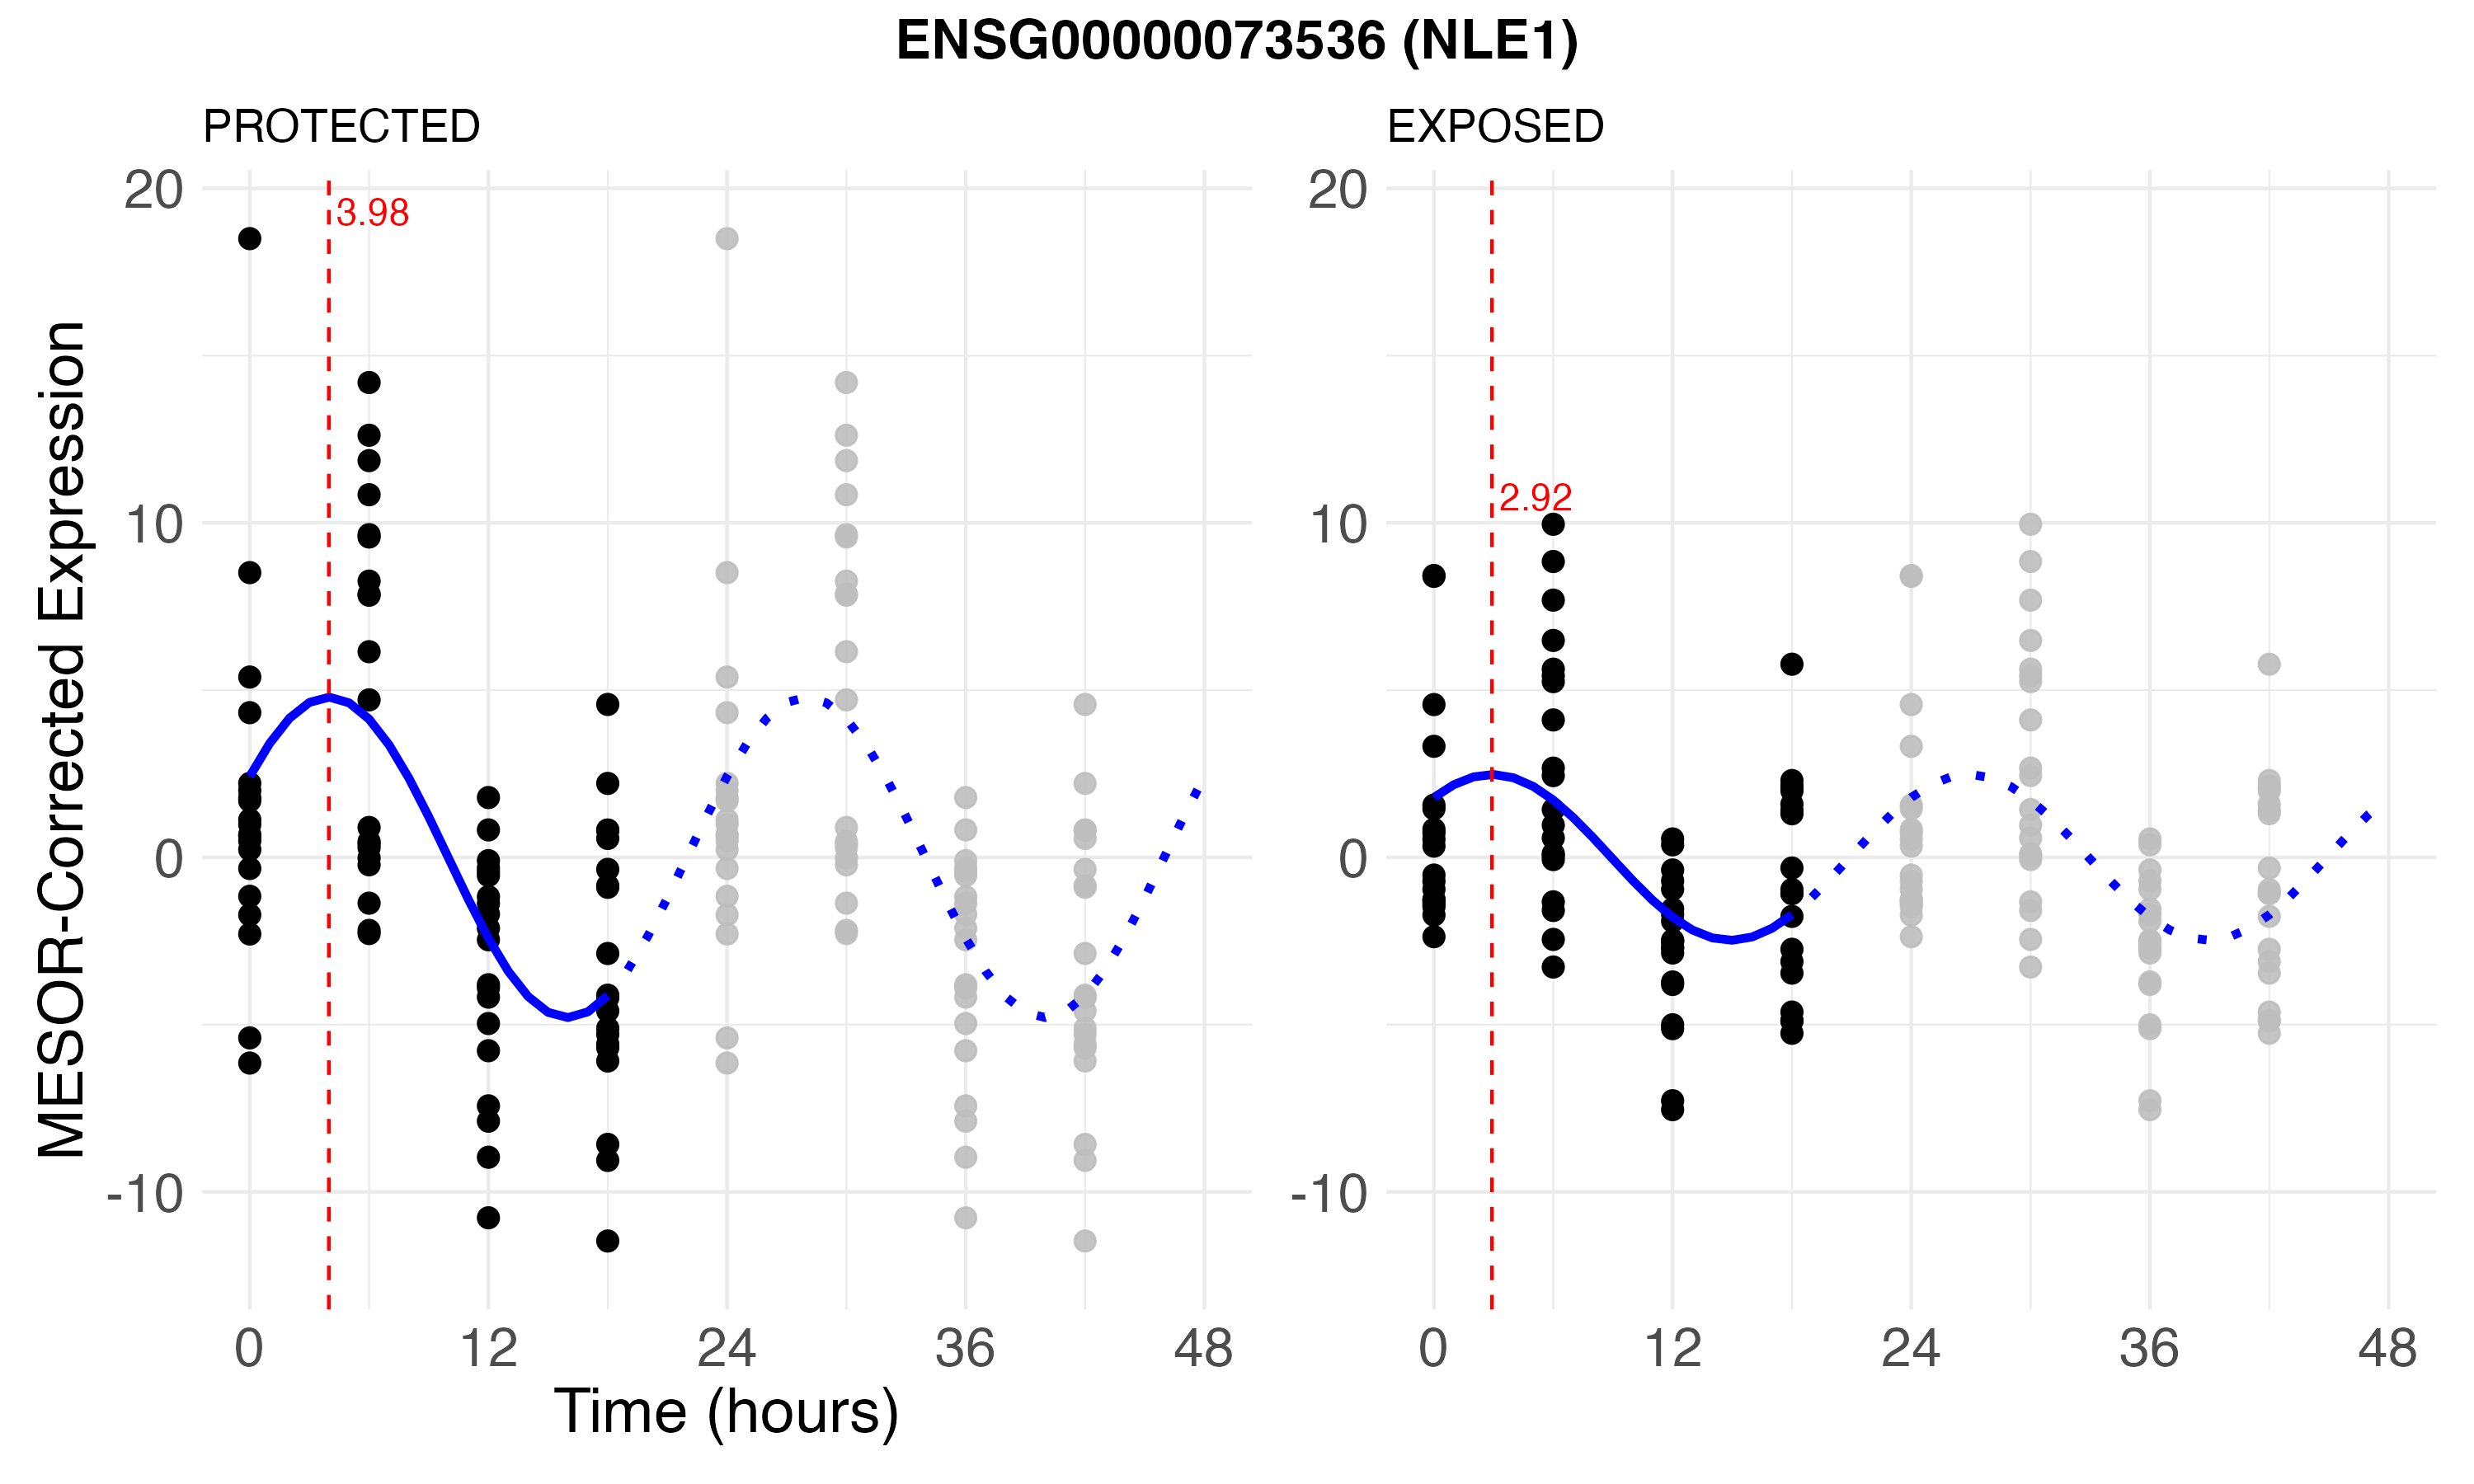 ENSG00000073536 (NLE1)
PROTECTED
20
10
0
-10
3.98
0 12 24 36 48
EXPOSED
20
10
0
-10
2.92
0 12 24 36 48
MESOR-Corrected Expression
Time (hours)